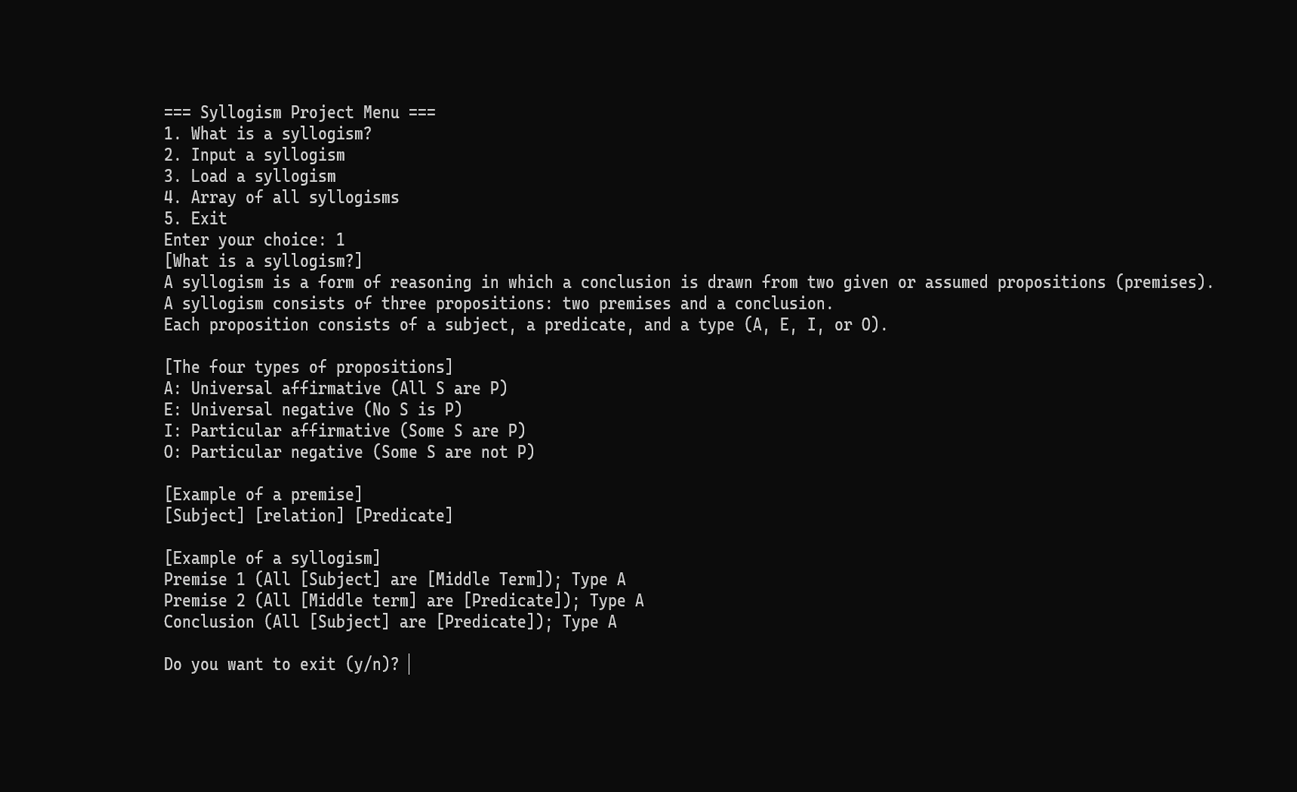 === Syllogism Project Menu ===
1. What is a syllogism?
2. Input a syllogism
3. Load a syllogism
4. Array of all syllogisms
5. Exit
Enter your choice: 1
[What is a syllogism?]
A syllogism is a form of reasoning in which a conclusion is drawn from two given or assumed propositions (premises).
A syllogism consists of three propositions: two premises and a conclusion.
Each proposition consists of a subject, a predicate, and a type (A, E, I, or O).

[The four types of propositions]
A: Universal affirmative (All S are P)
E: Universal negative (No S is P)
I: Particular affirmative (Some S are P)
O: Particular negative (Some S are not P)

[Example of a premise]
[Subject] [relation] [Predicate]

[Example of a syllogism]
Premise 1 (All [Subject] are [Middle Term]); Type A
Premise 2 (All [Middle term] are [Predicate]); Type A
Conclusion (All [Subject] are [Predicate]); Type A

Do you want to exit (y/n)?